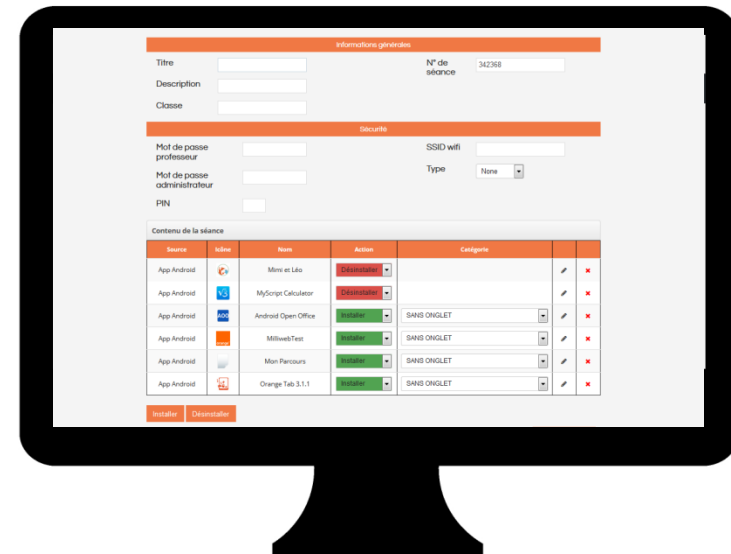 Informations générales
Titre
N° de séance
342368
Description
Classe
Sécurité
Mot de passe professeur
SSID wifi
Mot de passe administrateur
Type
None
PIN
Contenu de la séance
Source Icône Nom Action Catégorie
App Android Mimi et Léo Désinstaller
App Android MyScript Calculator Désinstaller
App Android AOO Android Open Office Installer SANS ONGLET
App Android MilliwebTest Installer SANS ONGLET
App Android Mon Parcours Installer SANS ONGLET
App Android Orange Tab 3.1.1 Installer SANS ONGLET
Installer Désinstaller